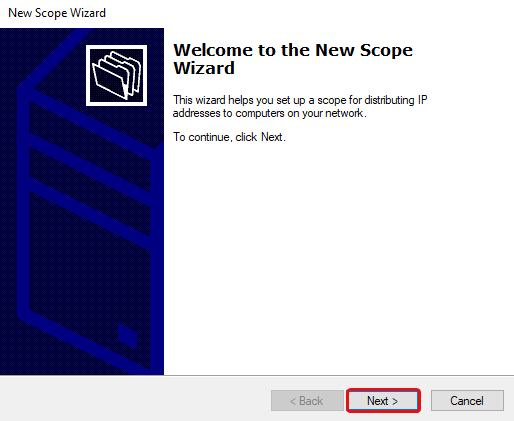 New Scope Wizard
Welcome to the New Scope
Wizard
This wizard helps you set up a scope for distributing IP
addresses to computers on your network.
To continue, click Next.
< Back
Next >
Cancel